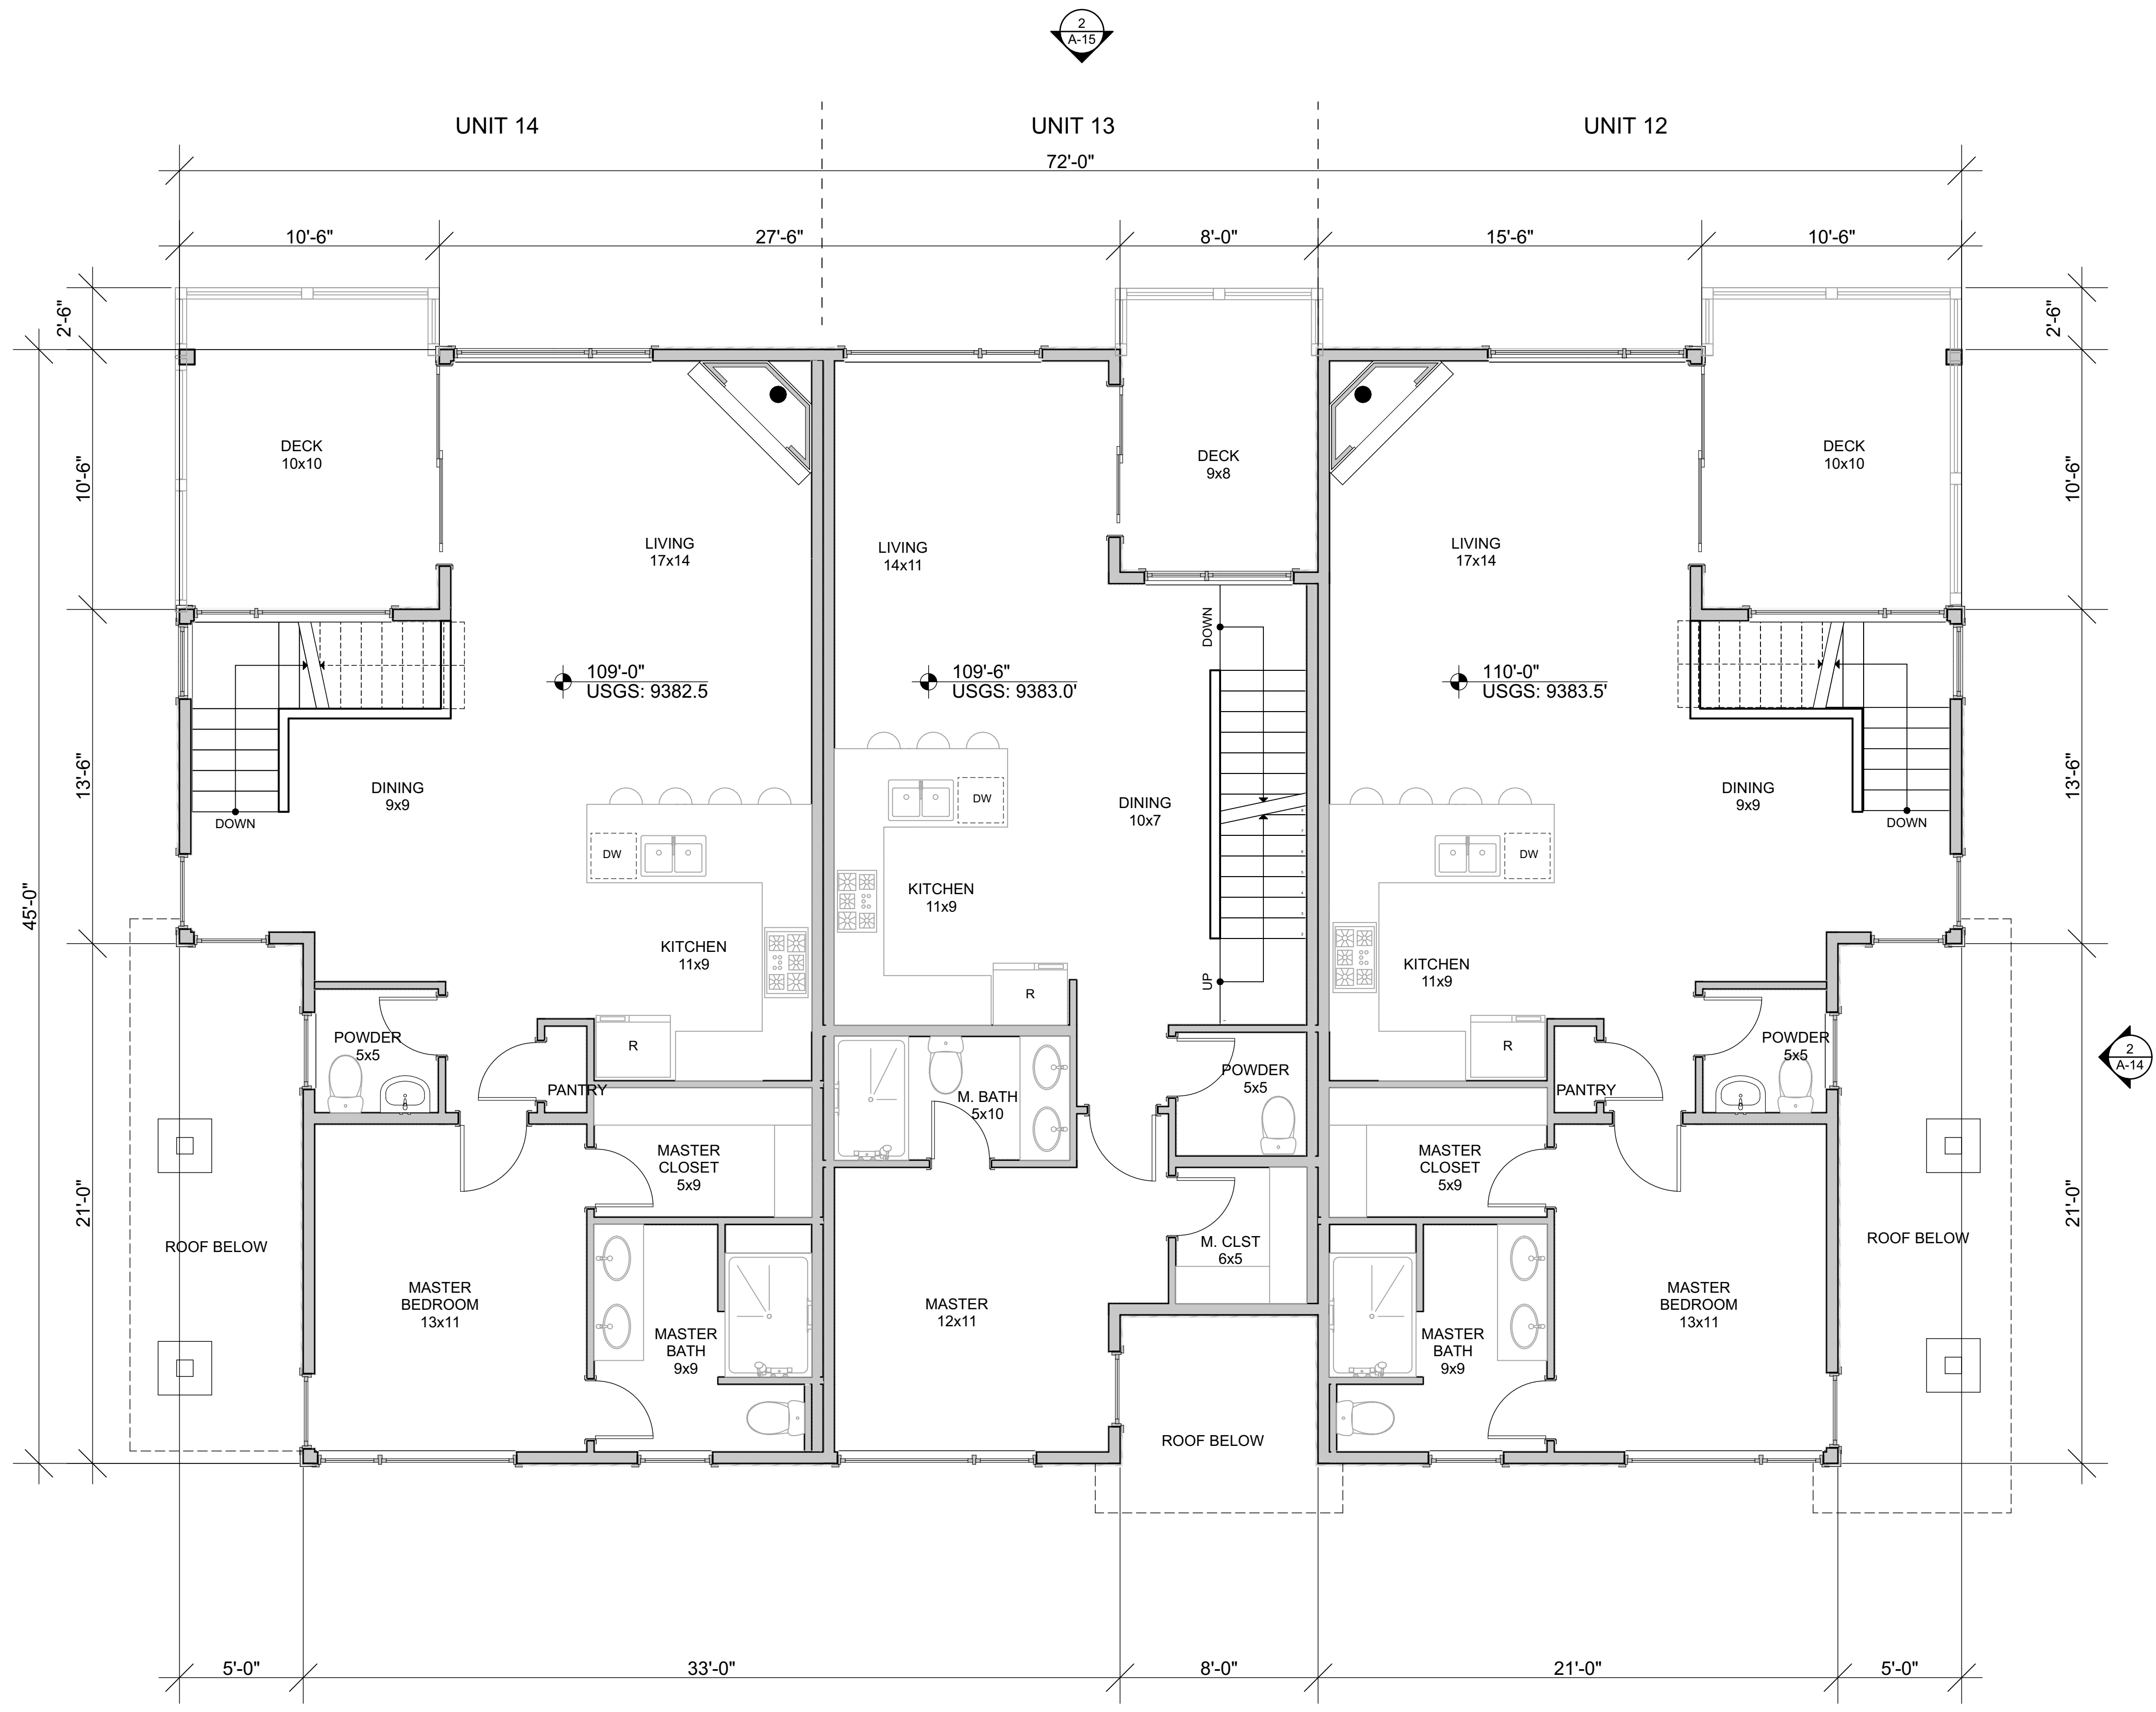 2
A-15
UNIT 14
UNIT 13
UNIT 12
72'-0"
10'-6"
27'-6"
8'-0"
15'-6"
10'-6"
2'-6"
2'-6"
DECK
10x10
DECK
9x8
DECK
10x10
10'-6"
10'-6"
LIVING
17x14
LIVING
14x11
LIVING
17x14
DOWN
109'-0"
USGS: 9382.5
109'-6"
USGS: 9383.0'
110'-0"
USGS: 9383.5'
13'-6"
13'-6"
DINING
9x9
DOWN
DW
DINING
10x7
DINING
9x9
DOWN
DW
DW
45'-0"
KITCHEN
11x9
KITCHEN
11x9
KITCHEN
11x9
R
UP
POWDER
5x5
R
PANTRY
M. BATH
5x10
POWDER
5x5
R
PANTRY
POWDER
5x5
2
A-14
MASTER
CLOSET
5x9
MASTER
CLOSET
5x9
21'-0"
21'-0"
ROOF BELOW
M. CLST
6x5
ROOF BELOW
MASTER
BEDROOM
13x11
MASTER
BATH
9x9
MASTER
12x11
MASTER
BATH
9x9
MASTER
BEDROOM
13x11
ROOF BELOW
5'-0"
33'-0"
8'-0"
21'-0"
5'-0"